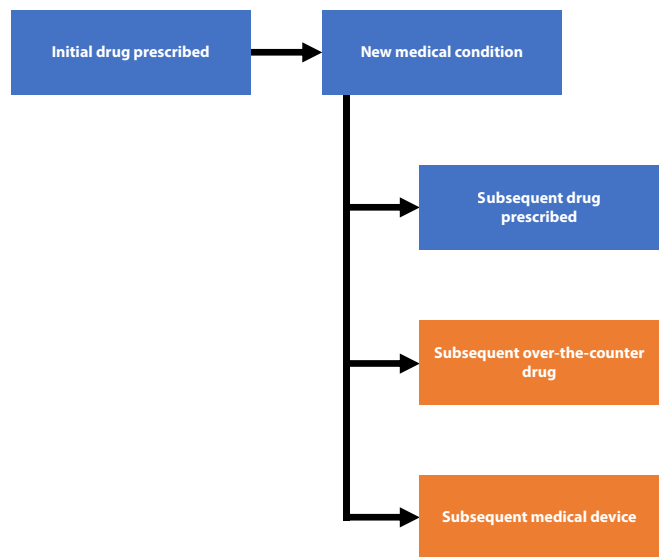 Initial drug prescribed
New medical condition
Subsequent drug
prescribed
Subsequent over-the-counter
drug
Subsequent medical device